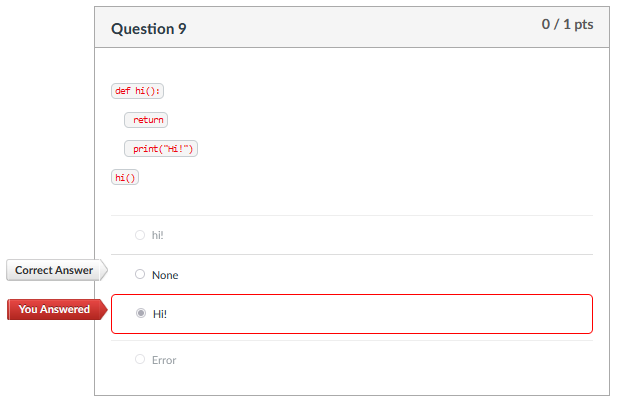 Question 9
0 / 1 pts
def hi():
return
print("Hi!")
hi()
hi!
Correct Answer
None
You Answered
Hi!
Error